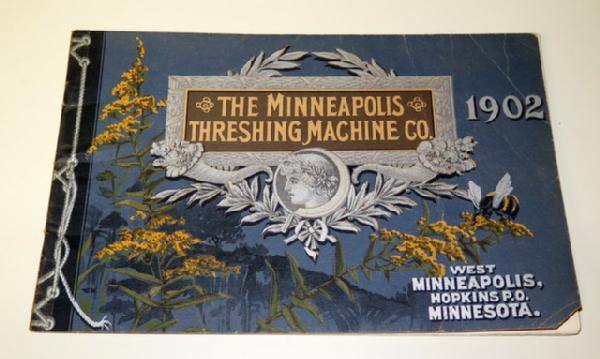 THE MINNEAPOLIS
THRESHING MACHINE CO.
1902
WEST
MINNEAPOLIS,
HOPKINS P.O.
MINNESOTA.